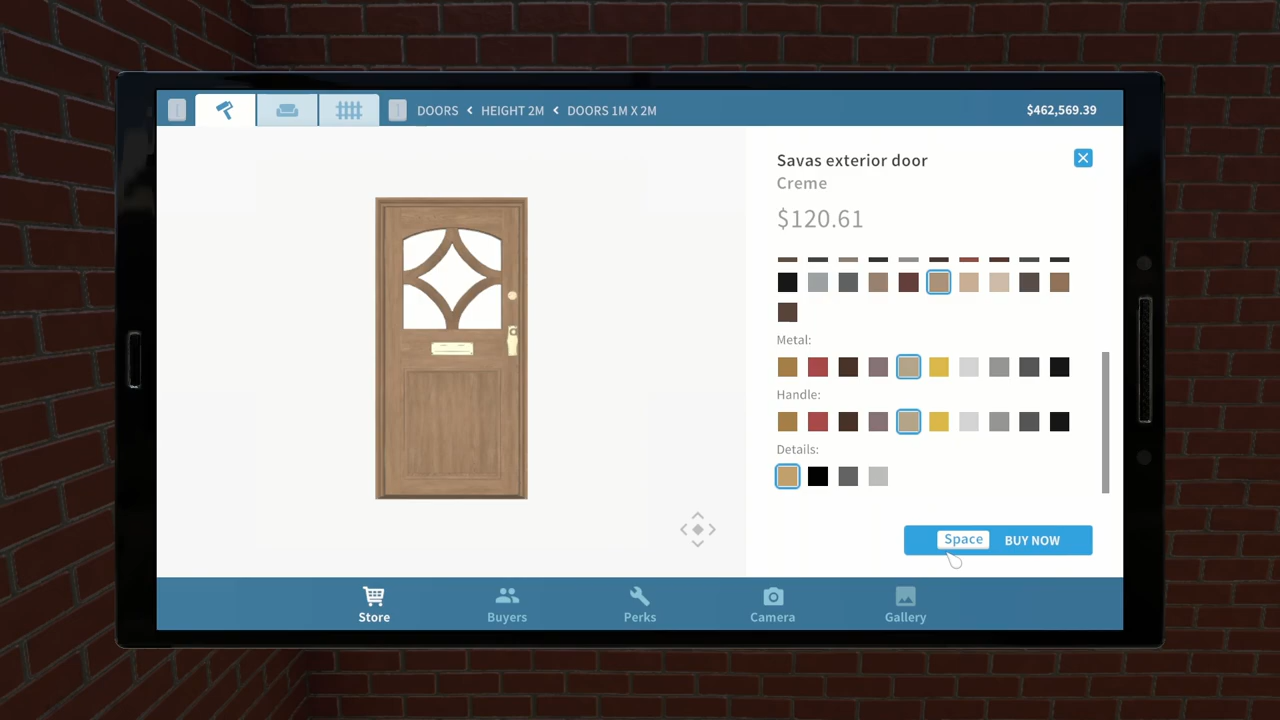 DOORS < HEIGHT 2M < DOORS 1M X 2M
$462,569.39
Savas exterior door
Creme
$120.61
Metal:
Handle:
Details:
Space BUY NOW
Store
Buyers
Perks
Camera
Gallery